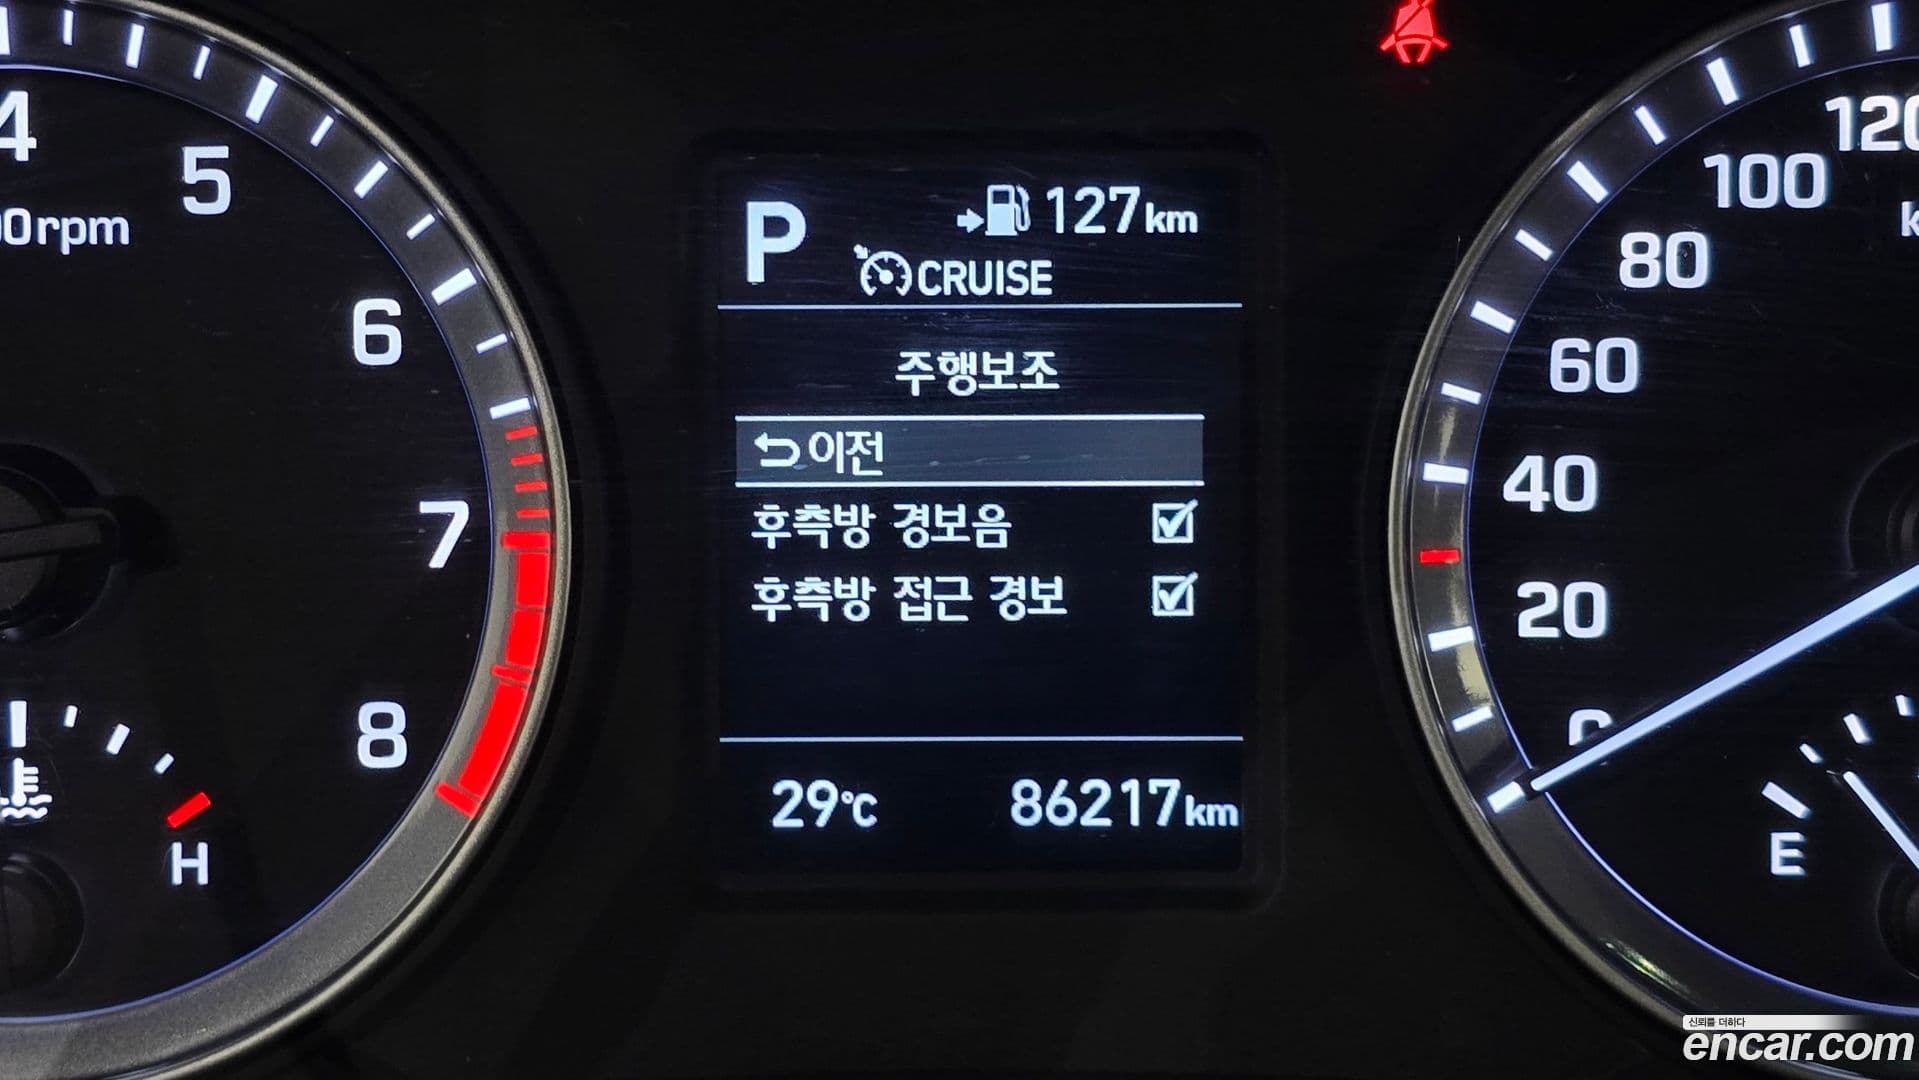 4
5
00rpm
6
7
8
H
P
127km
CRUISE
주행보조
이전
후측방 경보음
후측방 접근 경보
29℃
86217km
120
100
80
60
40
20
0
E
신뢰를 더하다
encar.com